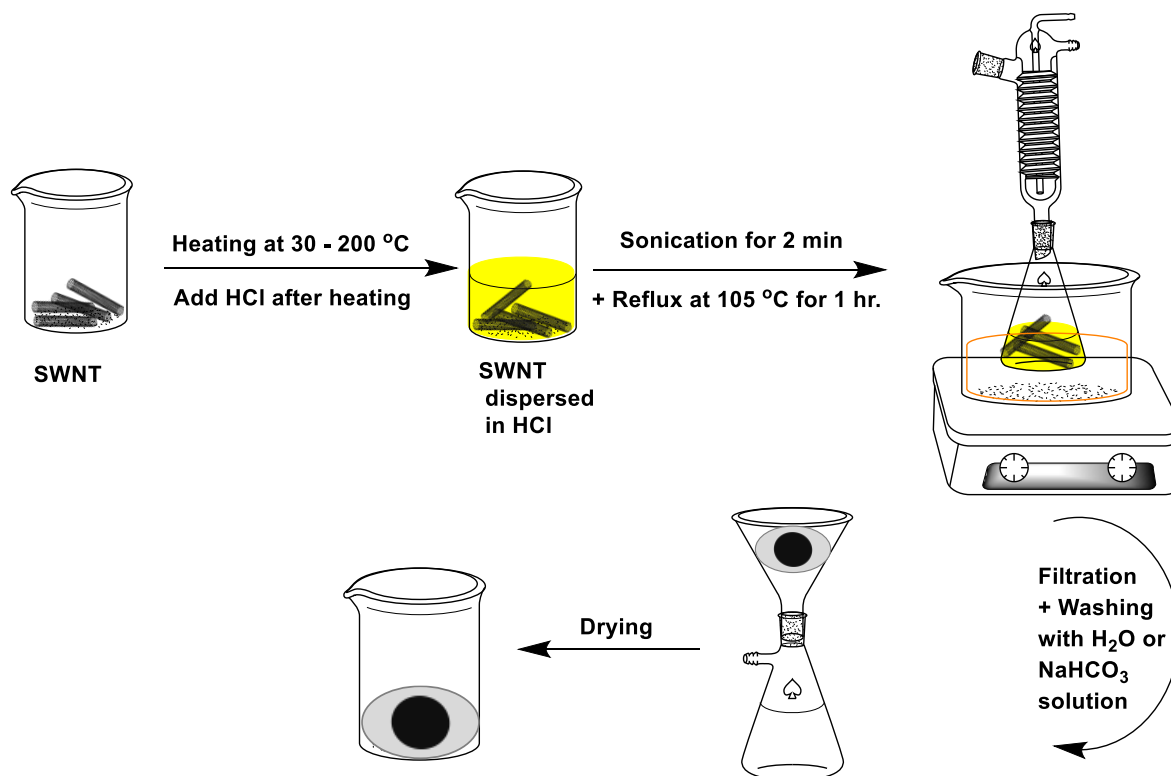 Heating at 30 - 200 °C
Add HCl after heating
Sonication for 2 min
+ Reflux at 105 °C for 1 hr.
SWNT
SWNT
dispersed
in HCl
Filtration
+ Washing
with H₂O or
NaHCO₃
solution
Drying